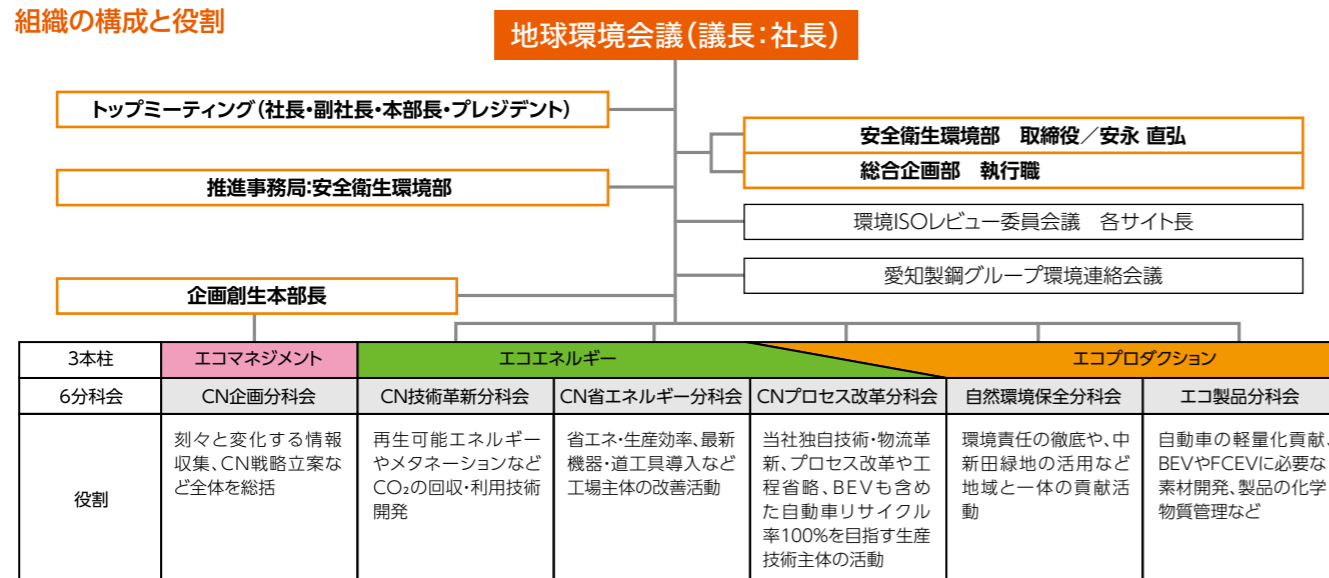 組織の構成と役割
地球環境会議(議長:社長)
トップミーティング(社長・副社長・本部長・プレジデント)
安全衛生環境部 取締役/安永 直弘
総合企画部 執行職
推進事務局:安全衛生環境部
環境ISOレビュー委員会議 各サイト長
愛知製鋼グループ環境連絡会議
企画創生本部長
3本柱 エコマネジメント エコエネルギー エコプロダクション
6分科会 CN企画分科会 CN技術革新分科会 CN省エネルギー分科会 CNプロセス改革分科会 自然環境保全分科会 エコ製品分科会
役割
刻々と変化する情報
収集、CN戦略立案な
ど全体を総括
再生可能エネルギー
やメタネーションなど
CO₂の回収・利用技術
開発
省エネ・生産効率、最新
機器・道工具導入など
工場主体の改善活動
当社独自技術・物流革
新、プロセス改革や工
程省略、BEVも含め
た自動車リサイクル
率100%を目指す生産
技術主体の活動
環境責任の徹底や、中
新田緑地の活用など
地域と一体の貢献活
動
自動車の軽量化貢献、
BEVやFCEVに必要な
素材開発、製品の化学
物質管理など